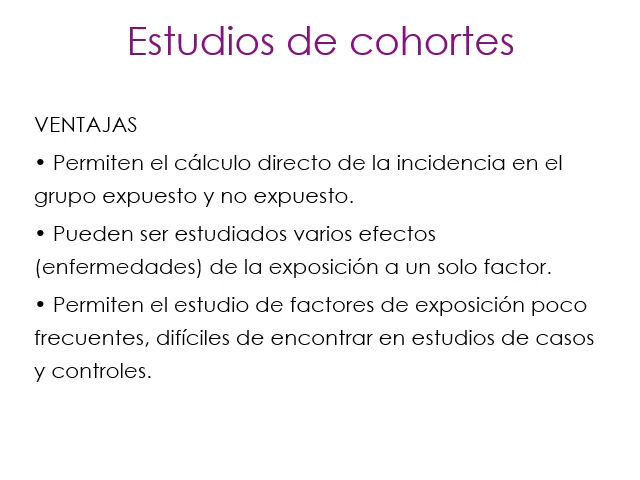 Estudios de cohortes
VENTAJAS
• Permiten el cálculo directo de la incidencia en el
grupo expuesto y no expuesto.
• Pueden ser estudiados varios efectos
(enfermedades) de la exposición a un solo factor.
• Permiten el estudio de factores de exposición poco
frecuentes, difíciles de encontrar en estudios de casos
y controles.